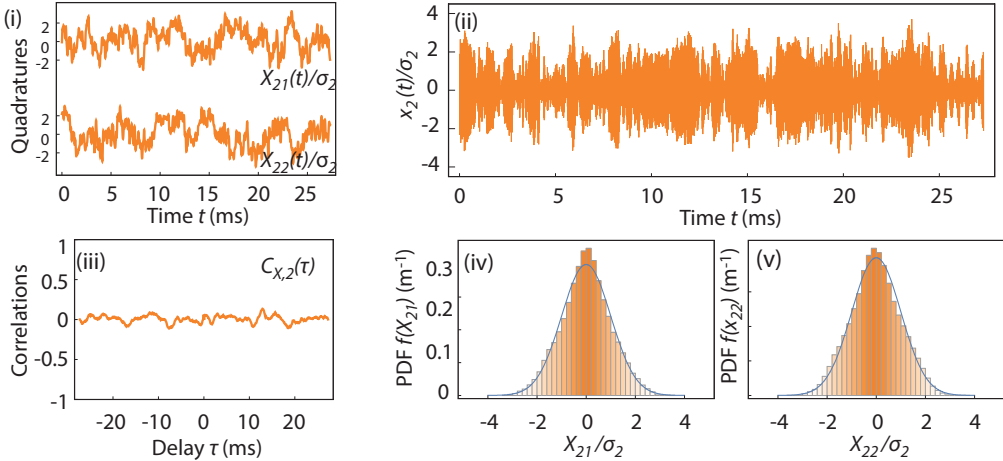 (i)
Quadratures
2
0
2
X21(t)/σ2
2
0
-2
X22(t)/σ2
0 5 10 15 20 25
Time t (ms)
(ii)
x2(t)/σ2
4
2
0
-2
-4
0 5 10 15 20 25
Time t (ms)
(iii)
Correlations
1
0.5
0
-0.5
-1
CX,2(τ)
-20 -10 0 10 20
Delay τ (ms)
(iv)
PDF f(X21) (m-1)
0.3
0.2
0.1
0
-4 -2 0 2 4
X21/σ2
(v)
PDF f(x22) (m-1)
-4 -2 0 2 4
X22/σ2